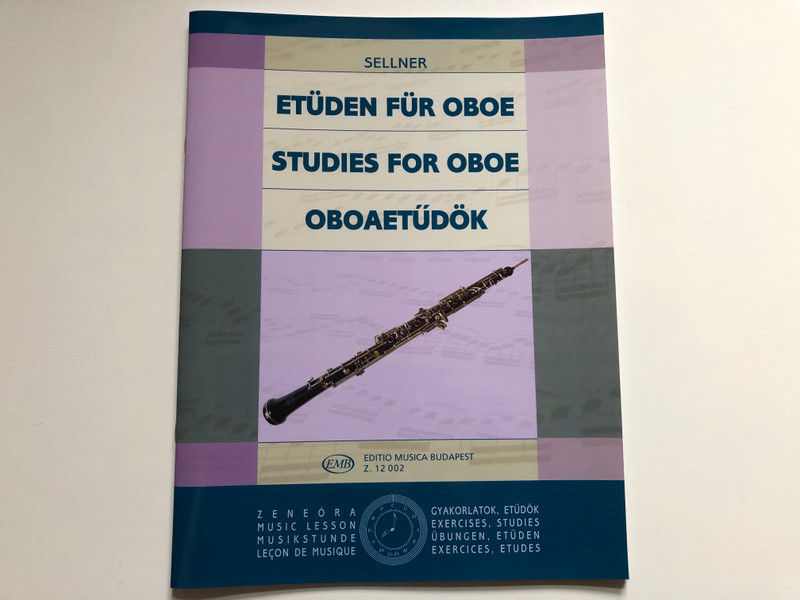 SELLNER
ETÜDEN FÜR OBOE
STUDIES FOR OBOE
OBOAETŰDÖK
EMB
EDITIO MUSICA BUDAPEST
Z. 12 002
ZENEÓRA
MUSIC LESSON
MUSIKSTUNDE
LEÇON DE MUSIQUE
GYAKORLATOK, ETŰDÖK
EXERCISES, STUDIES
ÜBUNGEN, ETÜDEN
EXERCICES, ETUDES